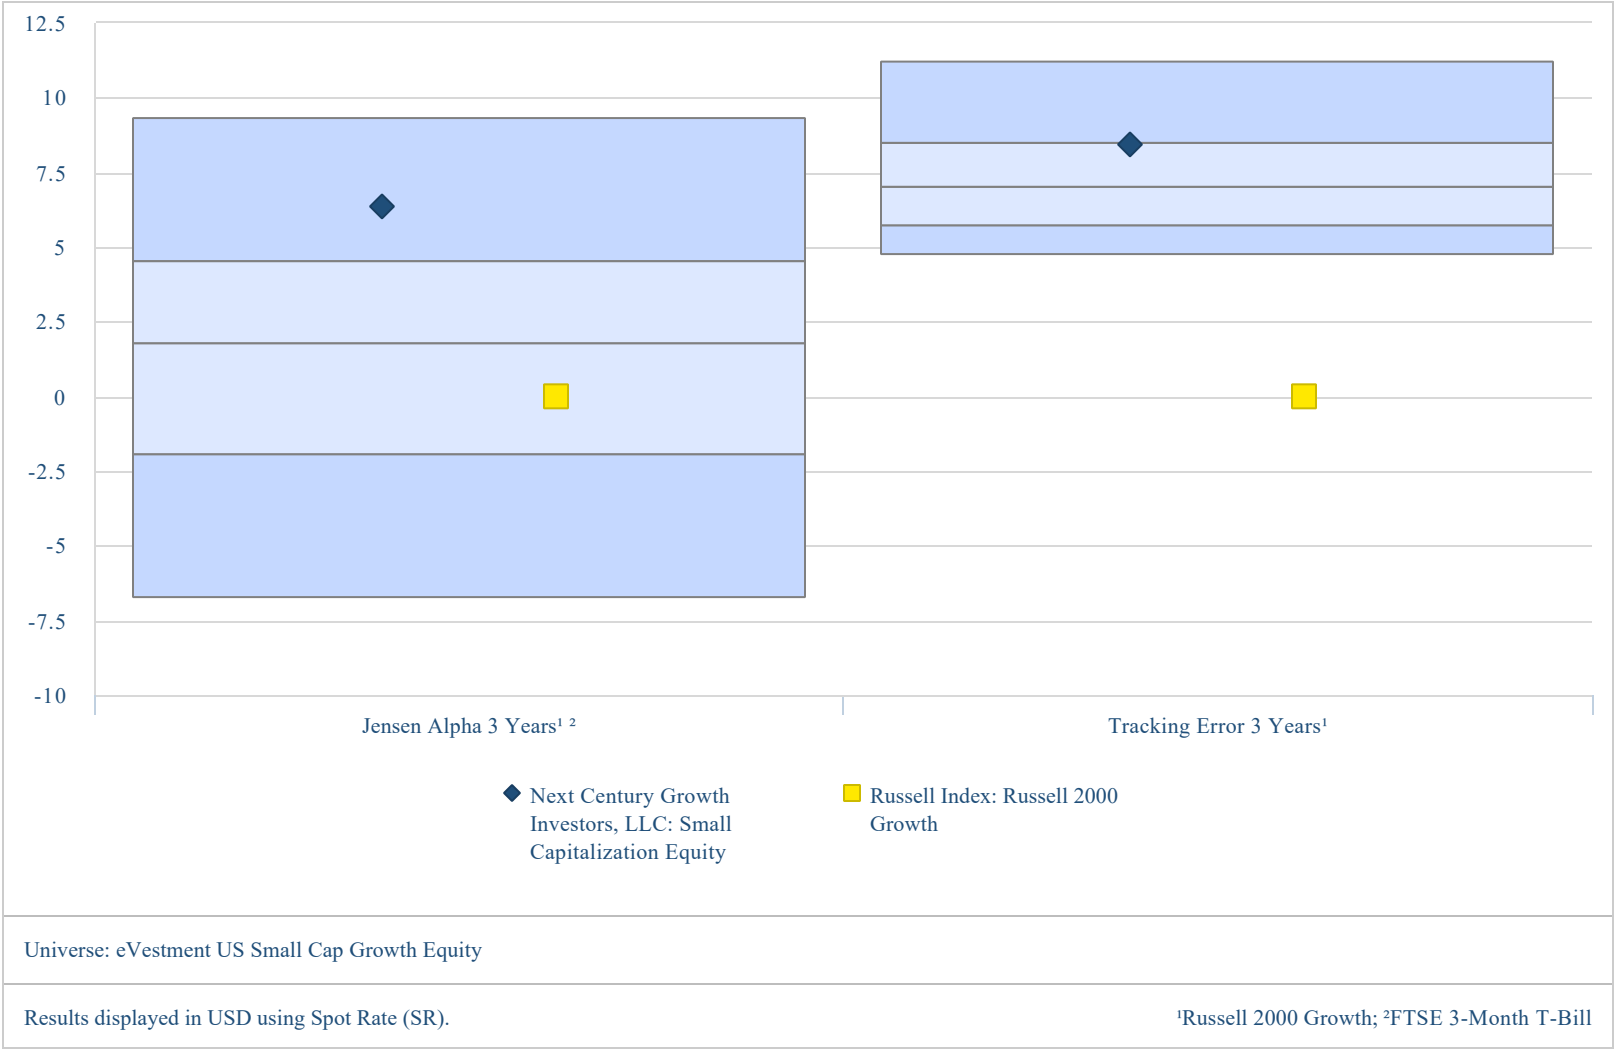 12.5
10
7.5
5
2.5
0
-2.5
-5
-7.5
-10
Jensen Alpha 3 Years¹ ²
Tracking Error 3 Years¹
Next Century Growth
Investors, LLC: Small
Capitalization Equity
Russell Index: Russell 2000
Growth
Universe: eVestment US Small Cap Growth Equity
Results displayed in USD using Spot Rate (SR).
¹Russell 2000 Growth; ²FTSE 3-Month T-Bill